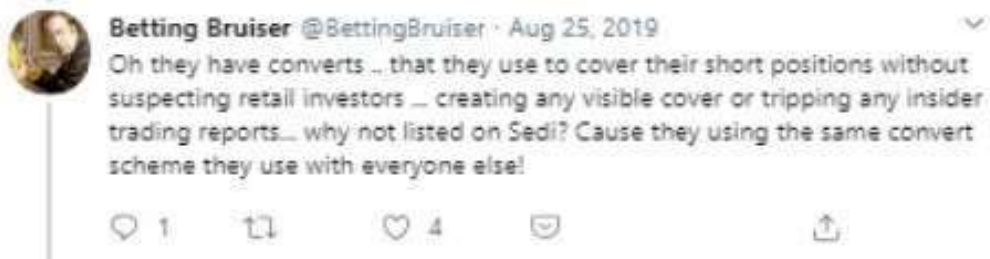 Betting Bruiser @BettingBruiser · Aug 25, 2019
Oh they have converts .. that they use to cover their short positions without
suspecting retail investors ... creating any visible cover or tripping any insider
trading reports... why not listed on Sedi? Cause they using the same convert
scheme they use with everyone else!
1 4